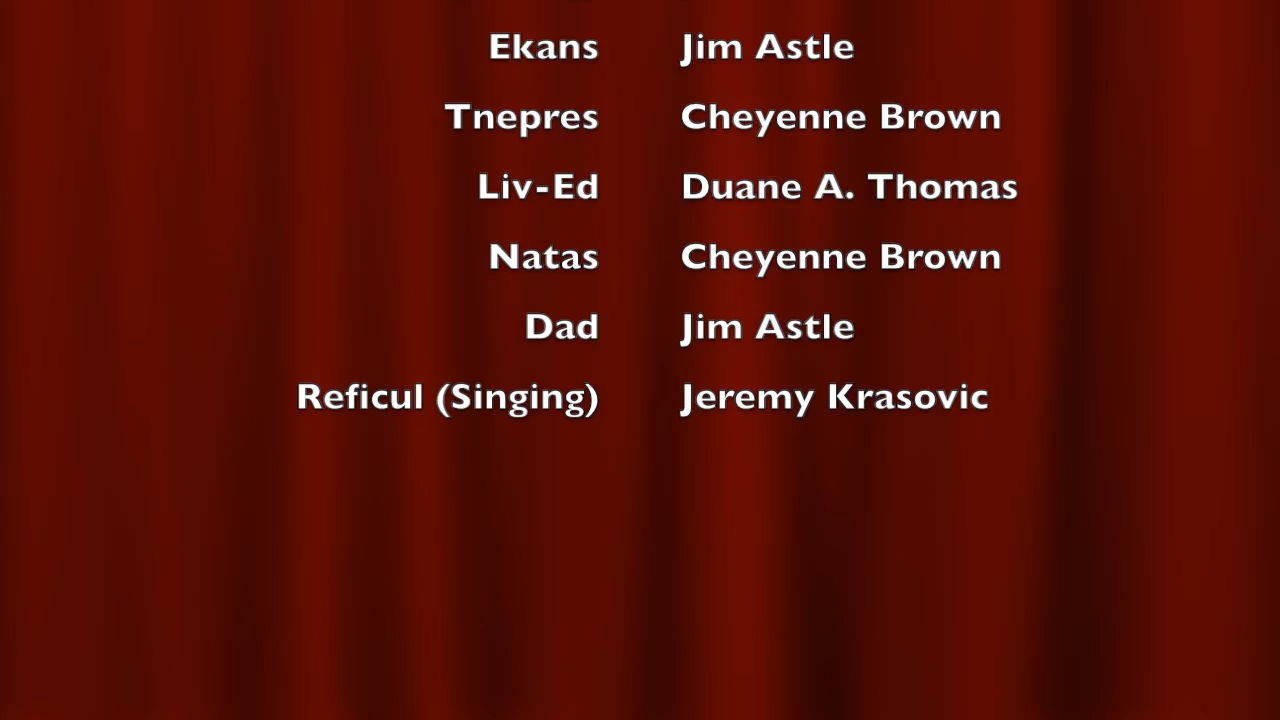 Ekans Jim Astle
Tnepres Cheyenne Brown
Liv-Ed Duane A. Thomas
Natas Cheyenne Brown
Dad Jim Astle
Reficul (Singing) Jeremy Krasovic